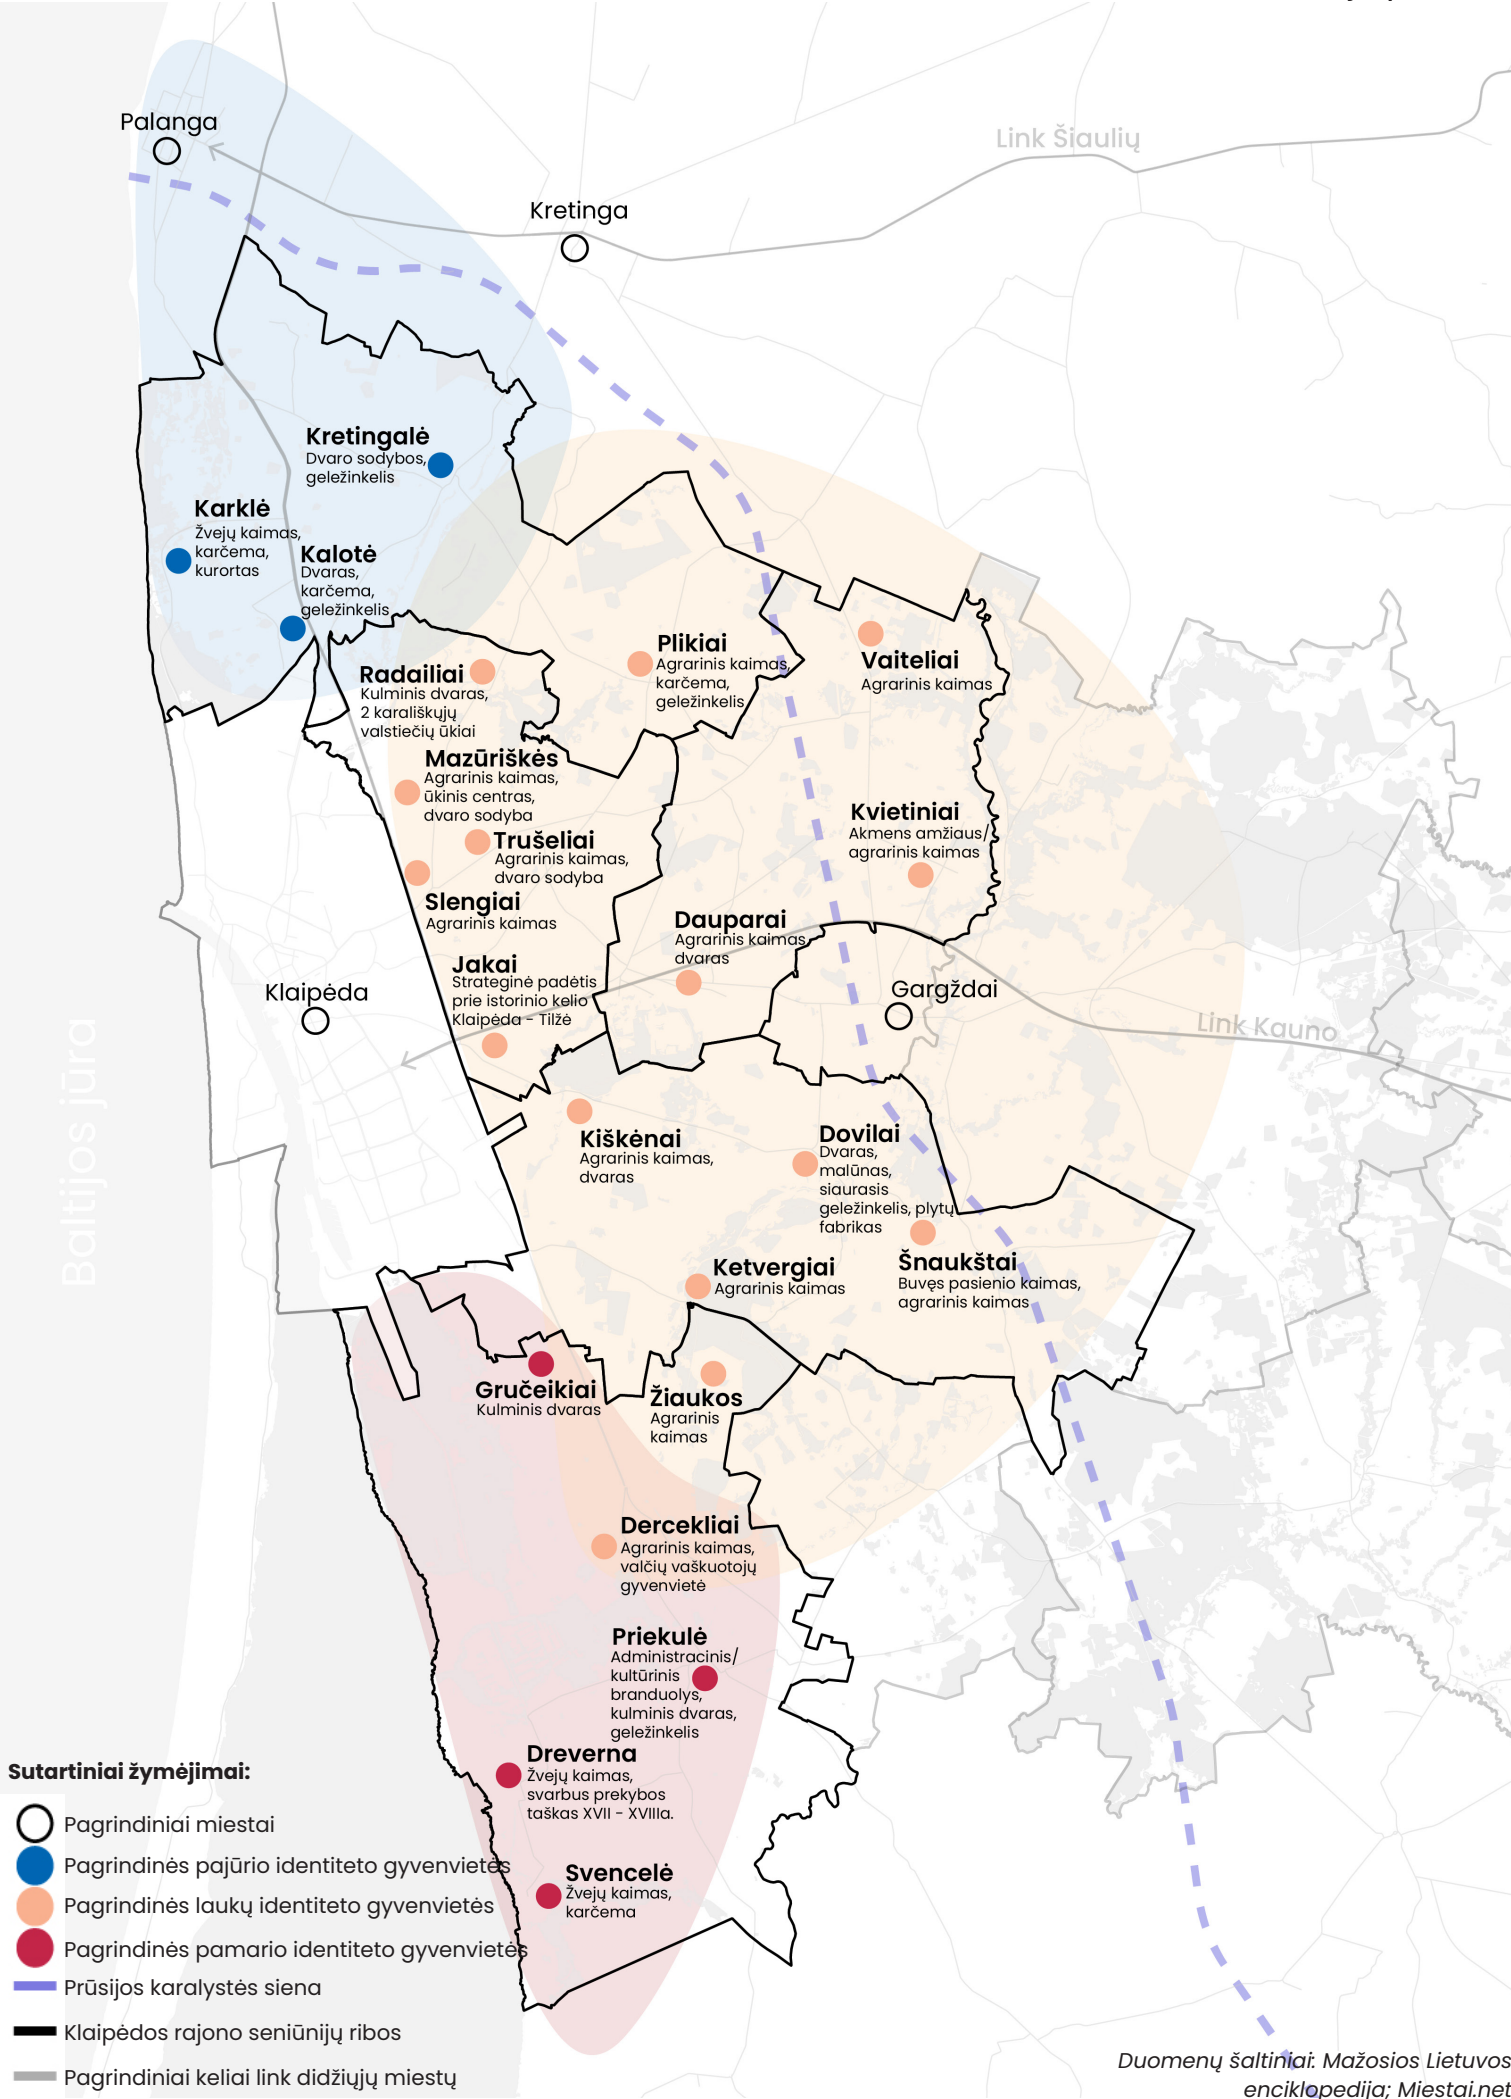 Palanga
Link Šiaulių
Kretinga
Kretingalė
Dvaro sodybos,
geležinkelis
Karklė
Žvejų kaimas,
karčema,
kurortas
Kalotė
Dvaras,
karčema,
geležinkelis
Plikiai
Agrarinis kaimas,
karčema,
geležinkelis
Vaiteliai
Agrarinis kaimas
Radailiai
Kulminis dvaras,
2 karališkųjų
valstiečių ūkiai
Mazūriškės
Agrarinis kaimas,
ūkinis centras,
dvaro sodyba
Trušeliai
Agrarinis kaimas,
dvaro sodyba
Kvietiniai
Akmens amžiaus/
agrarinis kaimas
Slengiai
Agrarinis kaimas
Dauparai
Agrarinis kaimas,
dvaras
Jakai
Strateginė padėtis
prie istorinio kelio
Klaipėda - Tilžė
Klaipėda
Gargždai
Link Kauno
Baltijos jūra
Kiškėnai
Agrarinis kaimas,
dvaras
Dovilai
Dvaras,
malūnas,
siaurasis
geležinkelis, plytų
fabrikas
Ketvergiai
Agrarinis kaimas
Šnaukštai
Buvęs pasienio kaimas,
agrarinis kaimas
Gručeikiai
Kulminis dvaras
Žiaukos
Agrarinis
kaimas
Dercekliai
Agrarinis kaimas,
valčių vaškuotojų
gyvenvietė
Priekulė
Administracinis/
kultūrinis
branduolys,
kulminis dvaras,
geležinkelis
Dreverna
Žvejų kaimas,
svarbus prekybos
taškas XVII - XVIIIa.
Svencelė
Žvejų kaimas,
karčema
Sutartiniai žymėjimai:
Pagrindiniai miestai
Pagrindinės pajūrio identiteto gyvenvietės
Pagrindinės laukų identiteto gyvenvietės
Pagrindinės pamario identiteto gyvenvietės
Prūsijos karalystės siena
Klaipėdos rajono seniūnijų ribos
Pagrindiniai keliai link didžiųjų miestų
Duomenų šaltiniai: Mažosios Lietuvos
enciklopedija; Miestai.net